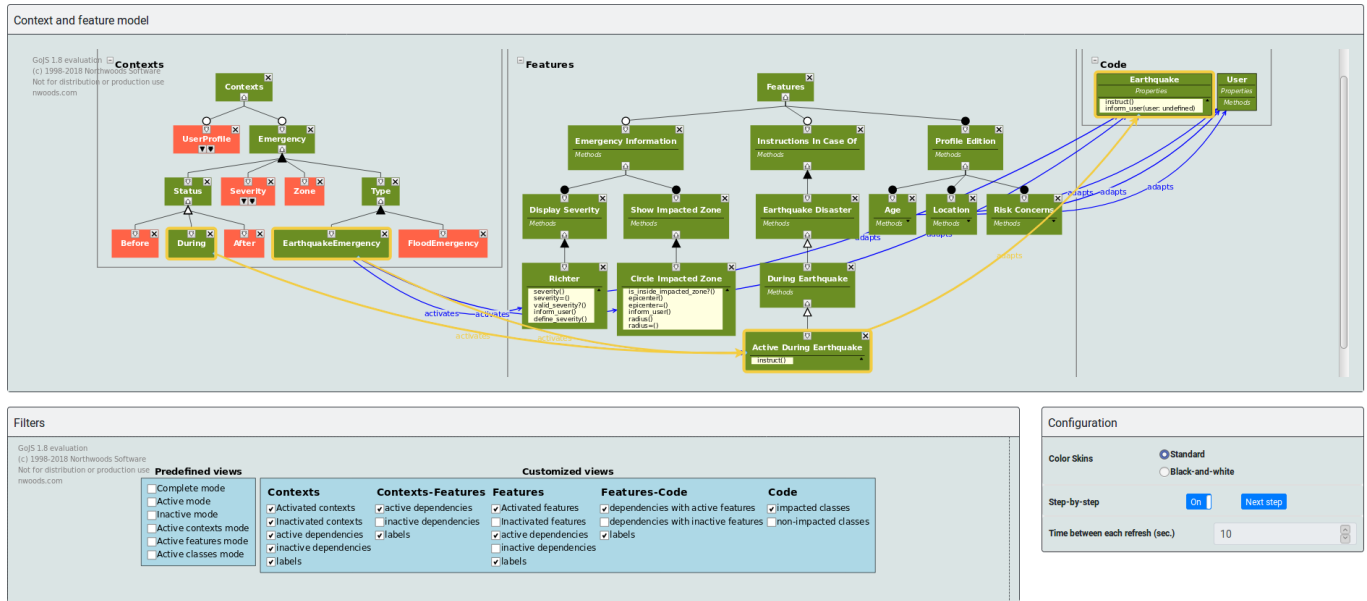 Context and feature model
GoJS 1.8 evaluation
(c) 1998-2018 Northwoods Software
Not for distribution or production use
nwoods.com
Contexts
Contexts
UserProfile
Emergency
Status
Severity
Zone
Type
Before
During
After
EarthquakeEmergency
FloodEmergency
activates
activates
activates
activates
Features
Features
Emergency Information
Methods
Instructions In Case Of
Methods
Profile Edition
Methods
Display Severity
Methods
Show Impacted Zone
Methods
Earthquake Disaster
Methods
Age
Methods
Location
Methods
Risk Concerns
Methods
Richter
severity()
severity=()
valid_severity?()
inform_user()
define_severity()
Circle Impacted Zone
is_inside_impacted_zone?()
epicenter()
epicenter=()
inform_user()
radius()
radius=()
During Earthquake
Methods
Active During Earthquake
instruct()
adapts
adapts
adapts
adapts
adapts
adapts
Code
Earthquake
Properties
instruct()
inform_user(user: undefined)
User
Properties
Methods
Filters
GoJS 1.8 evaluation
(c) 1998-2018 Northwoods Software
Not for distribution or production use
nwoods.com
Predefined views
Complete mode
Active mode
Inactive mode
Active contexts mode
Active features mode
Active classes mode
Customized views
Contexts
Activated contexts
Inactivated contexts
active dependencies
inactive dependencies
labels
Contexts-Features
active dependencies
inactive dependencies
labels
Features
Activated features
Inactivated features
active dependencies
Inactive dependencies
labels
Features-Code
dependencies with active features
dependencies with inactive features
labels
Code
impacted classes
non-impacted classes
Configuration
Color Skins
Standard
Black-and-white
Step-by-step
On
Next step
Time between each refresh (sec.)
10